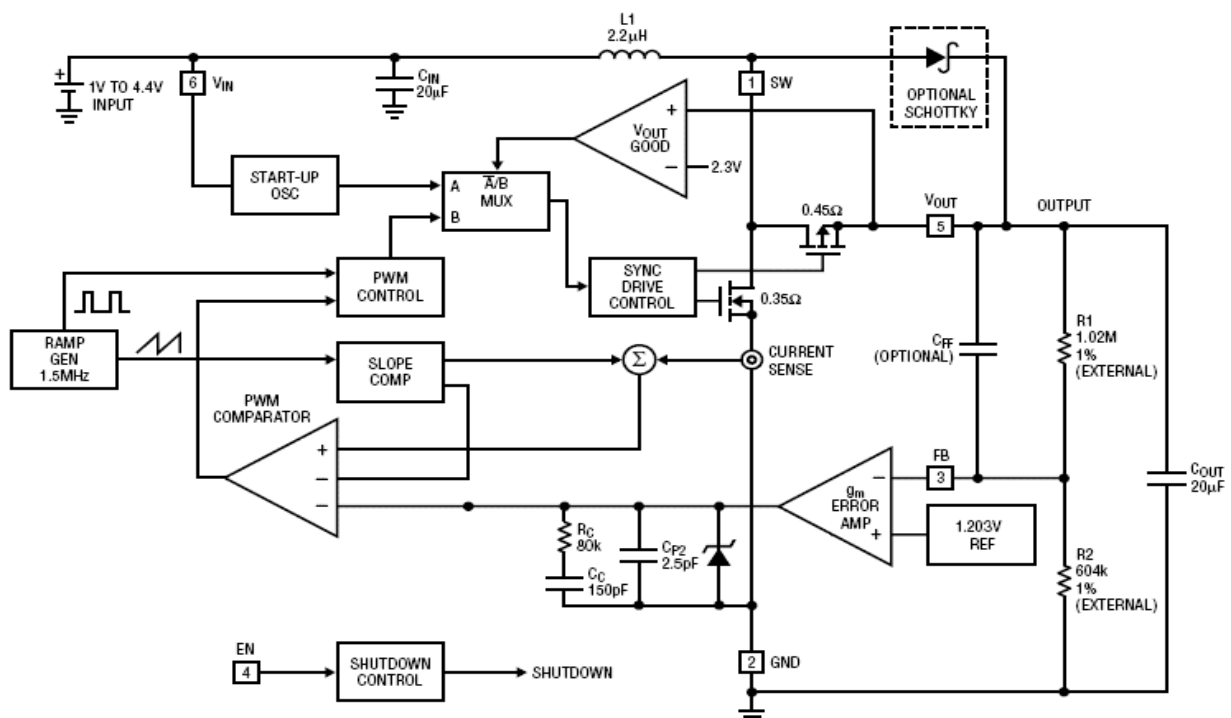 L1
2.2μH
1V TO 4.4V
INPUT
+
6
VIN
CIN
20μF
1
SW
OPTIONAL
SCHOTTKY
VOUT
GOOD
+
−
2.3V
START-UP
OSC
A
B
A̅/B
MUX
0.45Ω
VOUT
5
OUTPUT
PWM
CONTROL
SYNC
DRIVE
CONTROL
0.35Ω
RAMP
GEN
1.5MHz
SLOPE
COMP
Σ
CURRENT
SENSE
CFF
(OPTIONAL)
R1
1.02M
1%
(EXTERNAL)
PWM
COMPARATOR
+
−
−
FB
3
−
gm
ERROR
AMP
+
1.203V
REF
COUT
20μF
RC
80k
CC
150pF
CP2
2.5pF
R2
604k
1%
(EXTERNAL)
EN
4
SHUTDOWN
CONTROL
SHUTDOWN
2
GND